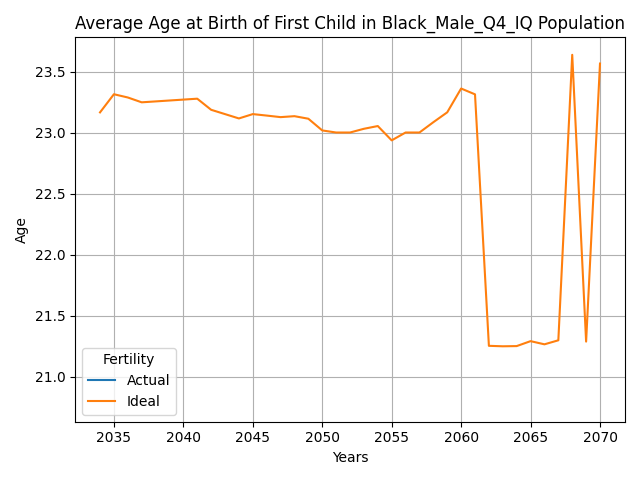 Average Age at Birth of First Child in Black_Male_Q4_IQ Population
23.5
23.0
22.5
22.0
21.5
21.0
Age
Fertility
Actual
Ideal
2035 2040 2045 2050 2055 2060 2065 2070
Years